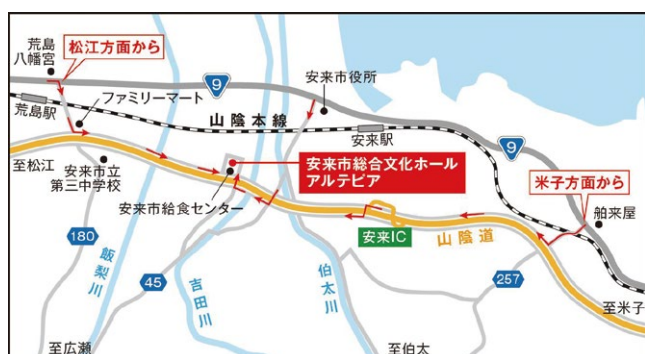 荒島
八幡宮
松江方面から
9
安来市役所
荒島駅
ファミリーマート
山陰本線
安来駅
9
至松江
安来市立
第三中学校
安来市総合文化ホール
アルテピア
米子方面から
安来市給食センター
舶来屋
安来IC
山陰道
180
飯梨川
45
吉田川
伯太川
257
至米子
至広瀬
至伯太